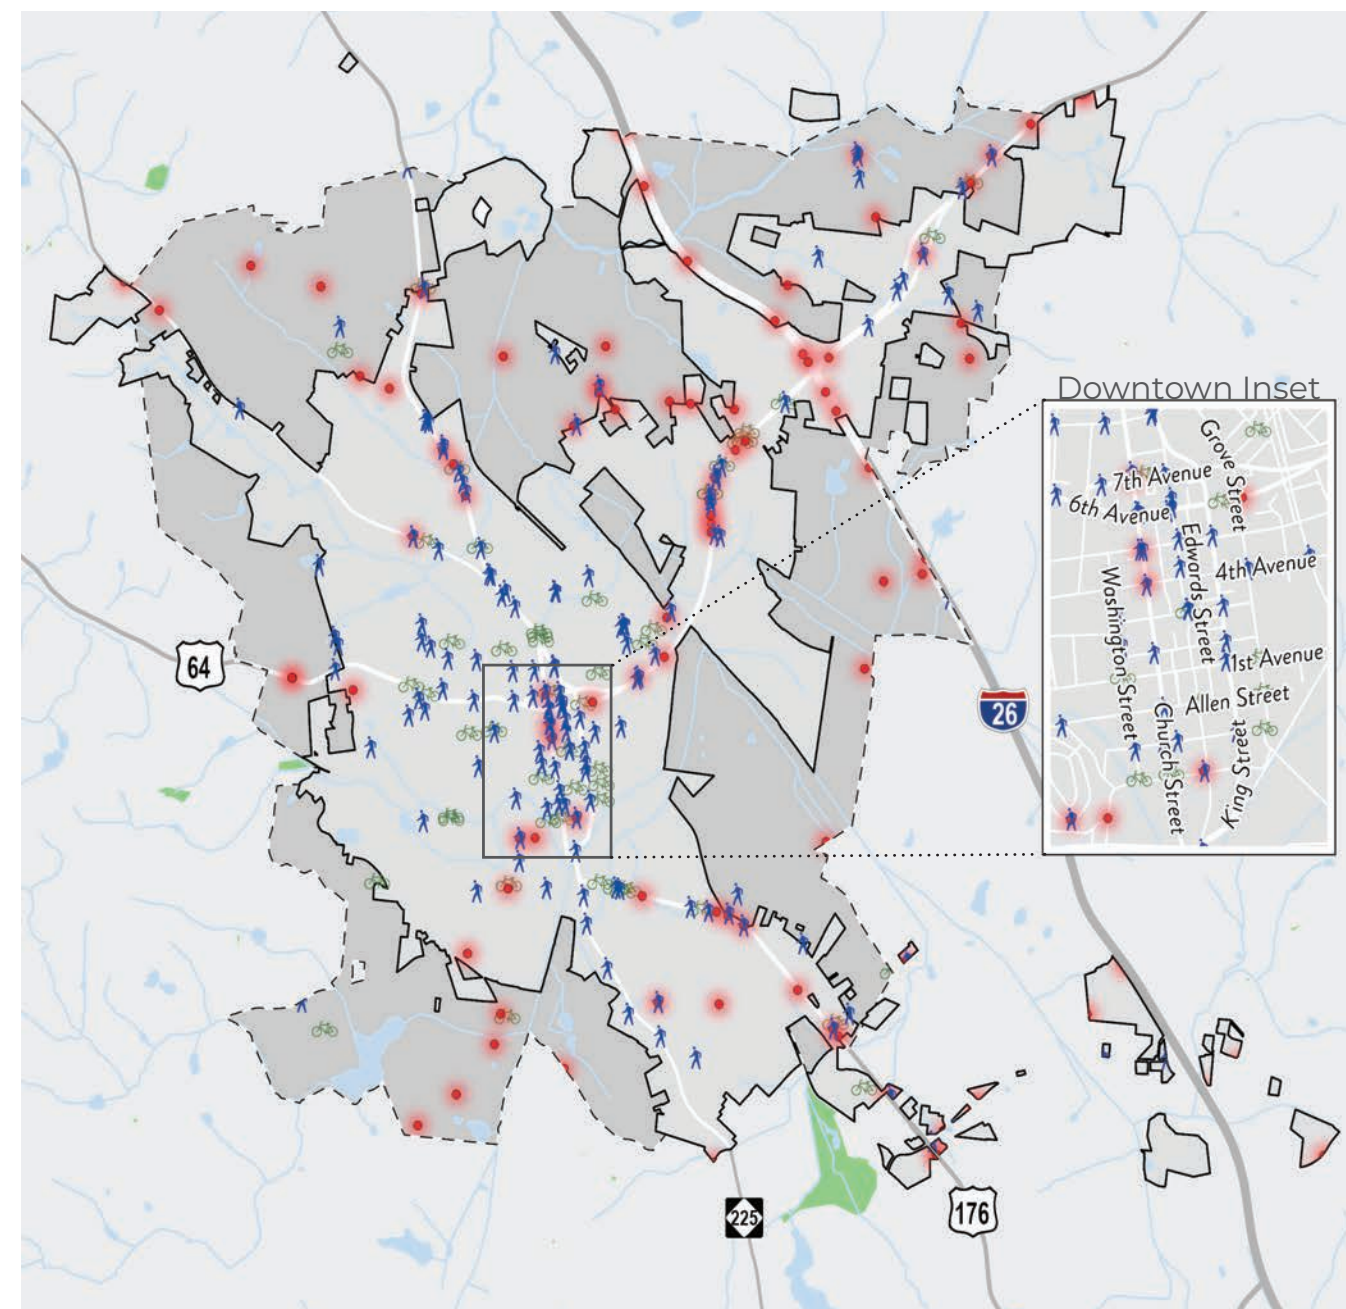 Downtown Inset
Grove Street
7th Avenue
6th Avenue
Edwards Street
4th Avenue
Washington Street
1st Avenue
Allen Street
Church Street
King Street
64
26
225
176